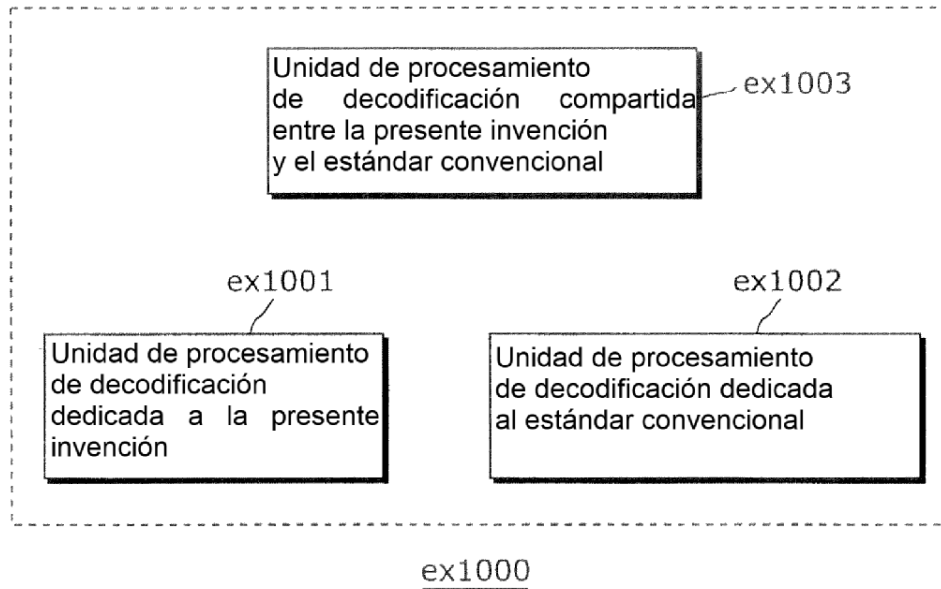 Unidad de procesamiento
de decodificación compartida
entre la presente invención
y el estándar convencional
ex1003
ex1001
Unidad de procesamiento
de decodificación
dedicada a la presente
invención
ex1002
Unidad de procesamiento
de decodificación dedicada
al estándar convencional
ex1000